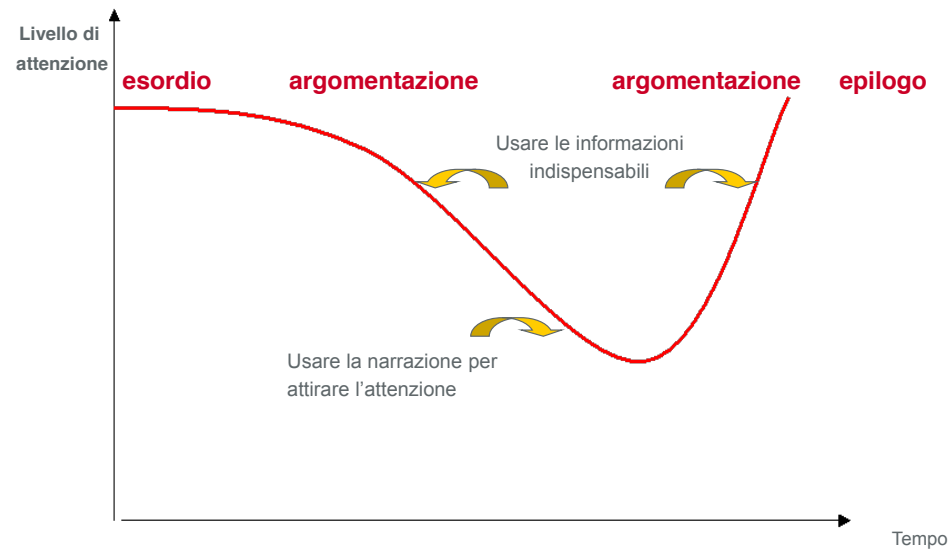 Livello di
attenzione
esordio argomentazione argomentazione epilogo
Usare le informazioni
indispensabili
Usare la narrazione per
attirare l’attenzione
Tempo